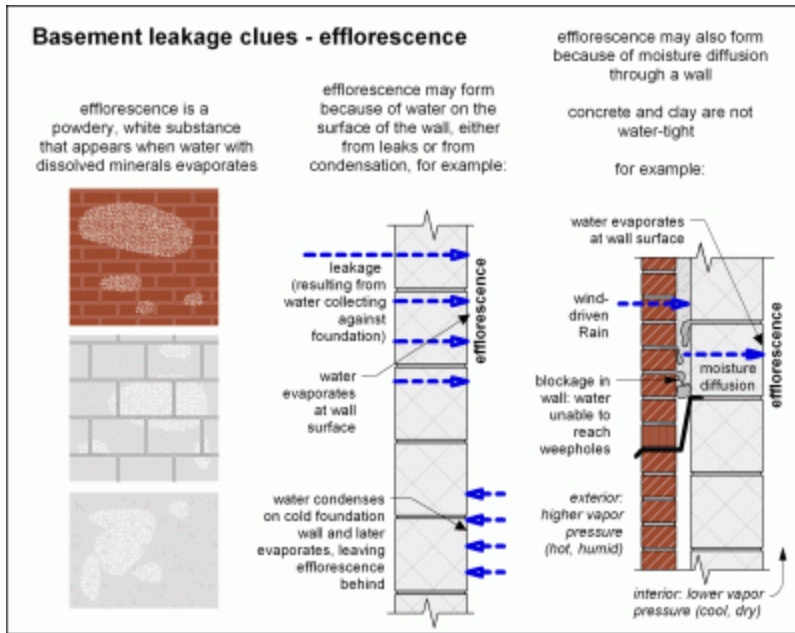 Basement leakage clues - efflorescence
efflorescence is a
powdery, white substance
that appears when water with
dissolved minerals evaporates
efflorescence may form
because of water on the
surface of the wall, either
from leaks or from
condensation, for example:
leakage
(resulting from
water collecting
against
foundation)
efflorescence
water
evaporates
at wall
surface
water condenses
on cold foundation
wall and later
evaporates, leaving
efflorescence
behind
efflorescence may also form
because of moisture diffusion
through a wall
concrete and clay are not
water-tight
for example:
water evaporates
at wall surface
wind-
driven
Rain
moisture
diffusion
efflorescence
blockage in
wall: water
unable to
reach
weepholes
exterior:
higher vapor
pressure
(hot, humid)
interior: lower vapor
pressure (cool, dry)